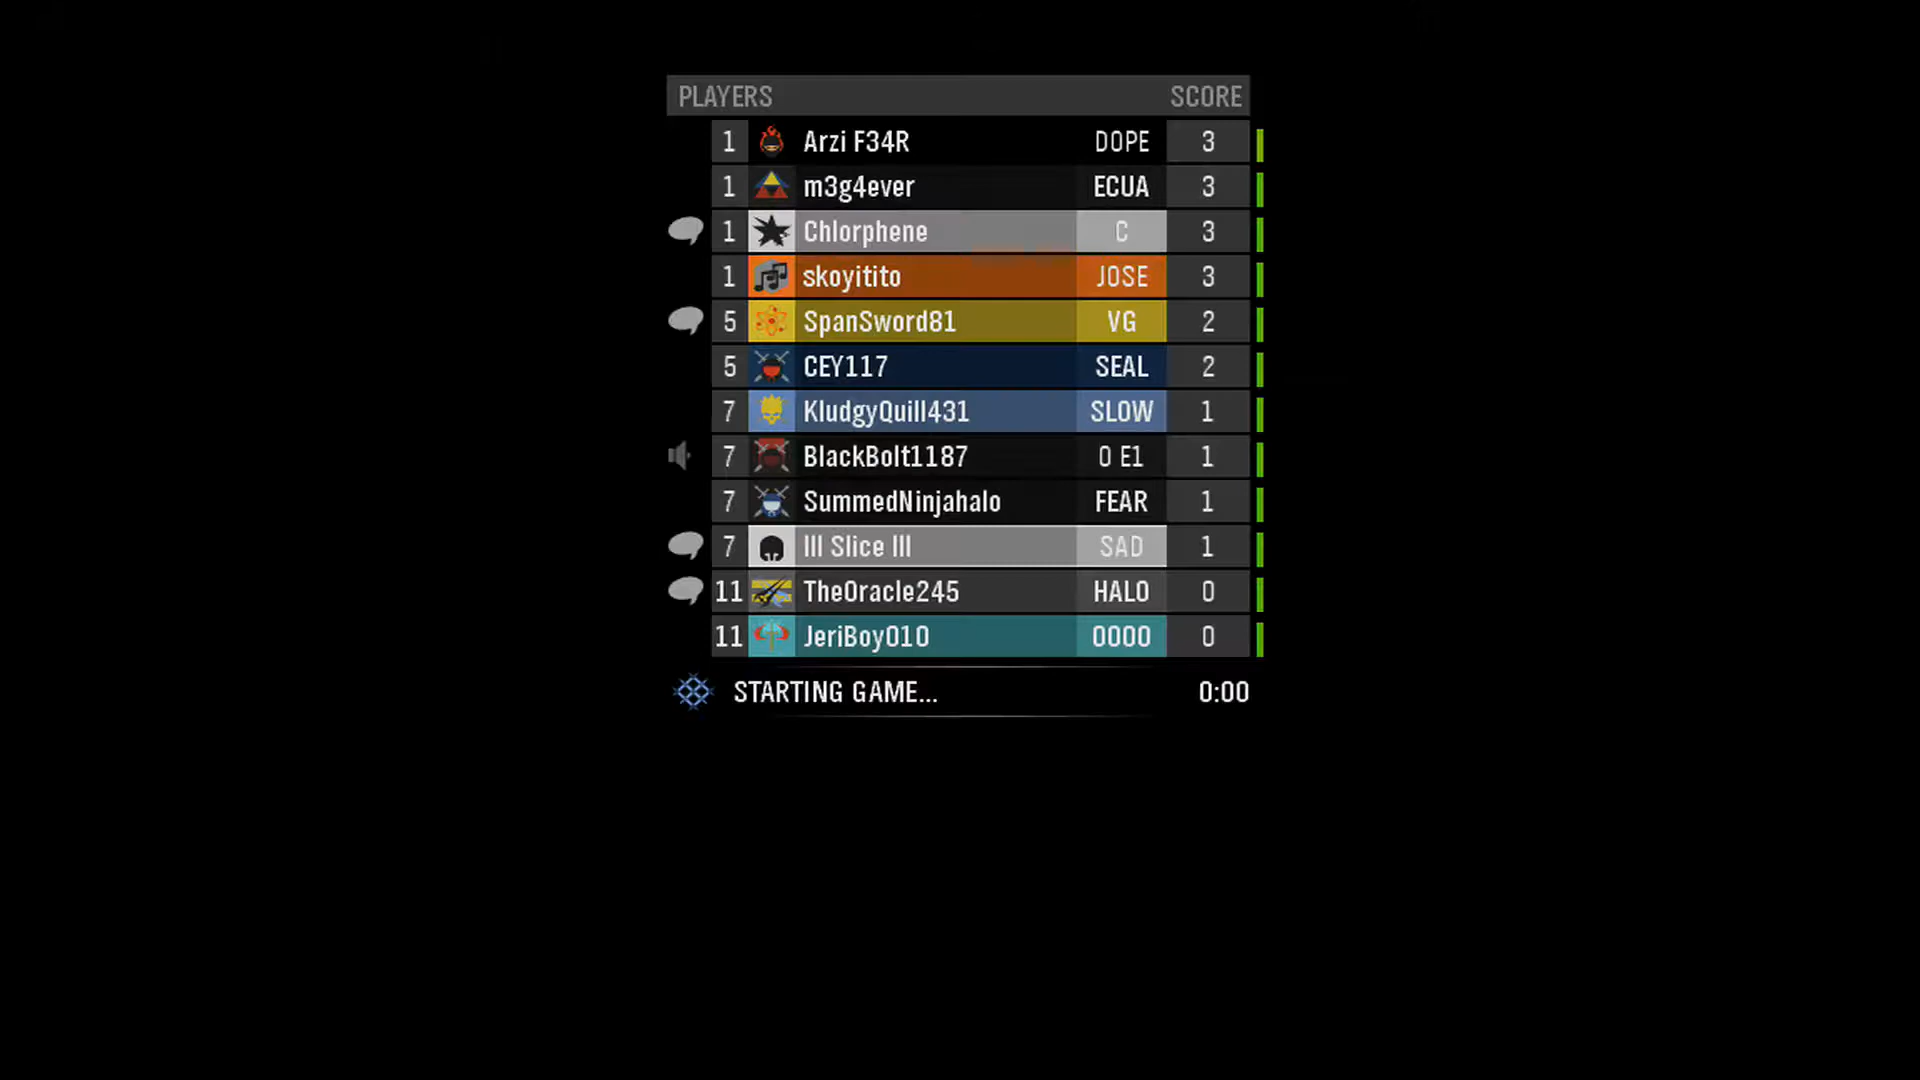 PLAYERS SCORE
1 Arzi F34R DOPE 3
1 m3g4ever ECUA 3
1 Chlorphene C 3
1 skoyitito JOSE 3
5 SpanSword81 VG 2
5 CEY117 SEAL 2
7 KludgyQuill431 SLOW 1
7 BlackBolt1187 0 E1 1
7 SummedNinjahalo FEAR 1
7 III Slice III SAD 1
11 TheOracle245 HALO 0
11 JeriBoy010 0000 0
STARTING GAME... 0:00